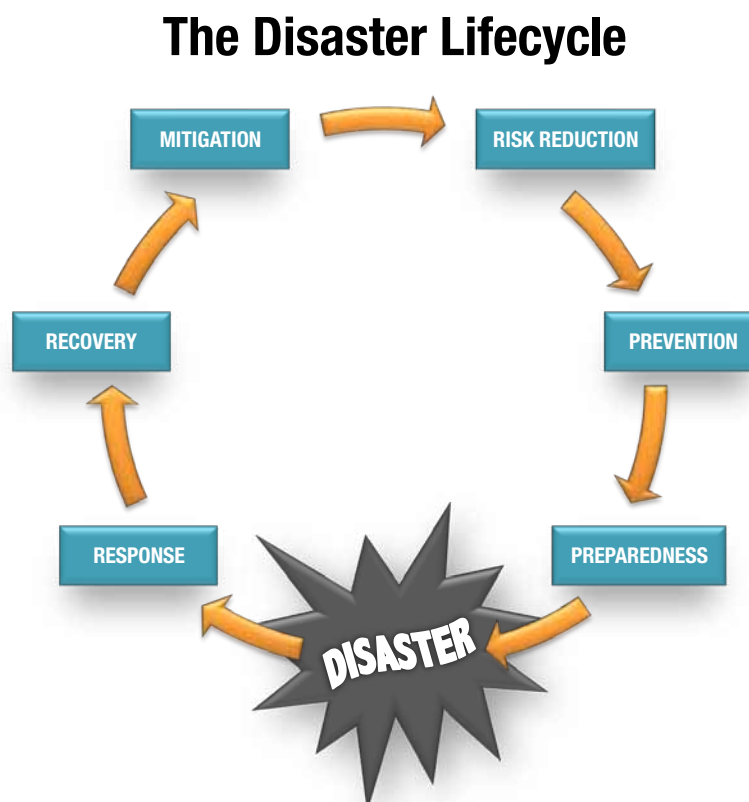 The Disaster Lifecycle
MITIGATION
RISK REDUCTION
PREVENTION
PREPAREDNESS
DISASTER
RESPONSE
RECOVERY